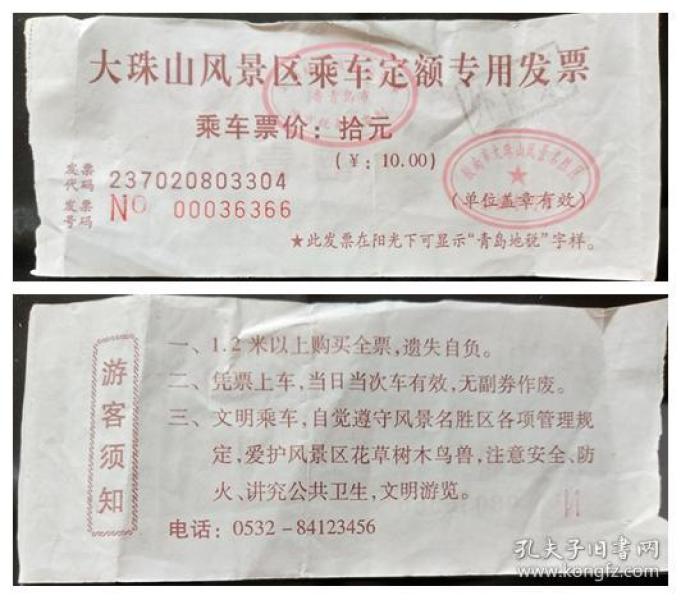 大珠山风景区乘车定额专用发票
乘车票价：拾元
(￥：10.00)
发票代码 237020803304
发票号码 № 00036366
(单位盖章有效)
★此发票在阳光下可显示“青岛地税”字样。
游客须知
一、1.2米以上购买全票，遗失自负。
二、凭票上车，当日当次车有效，无副券作废。
三、文明乘车，自觉遵守风景名胜区各项管理规
定，爱护风景区花草树木鸟兽，注意安全、防
火、讲究公共卫生，文明游览。
电话：0532－84123456
孔夫子旧书网
www.kongfz.com